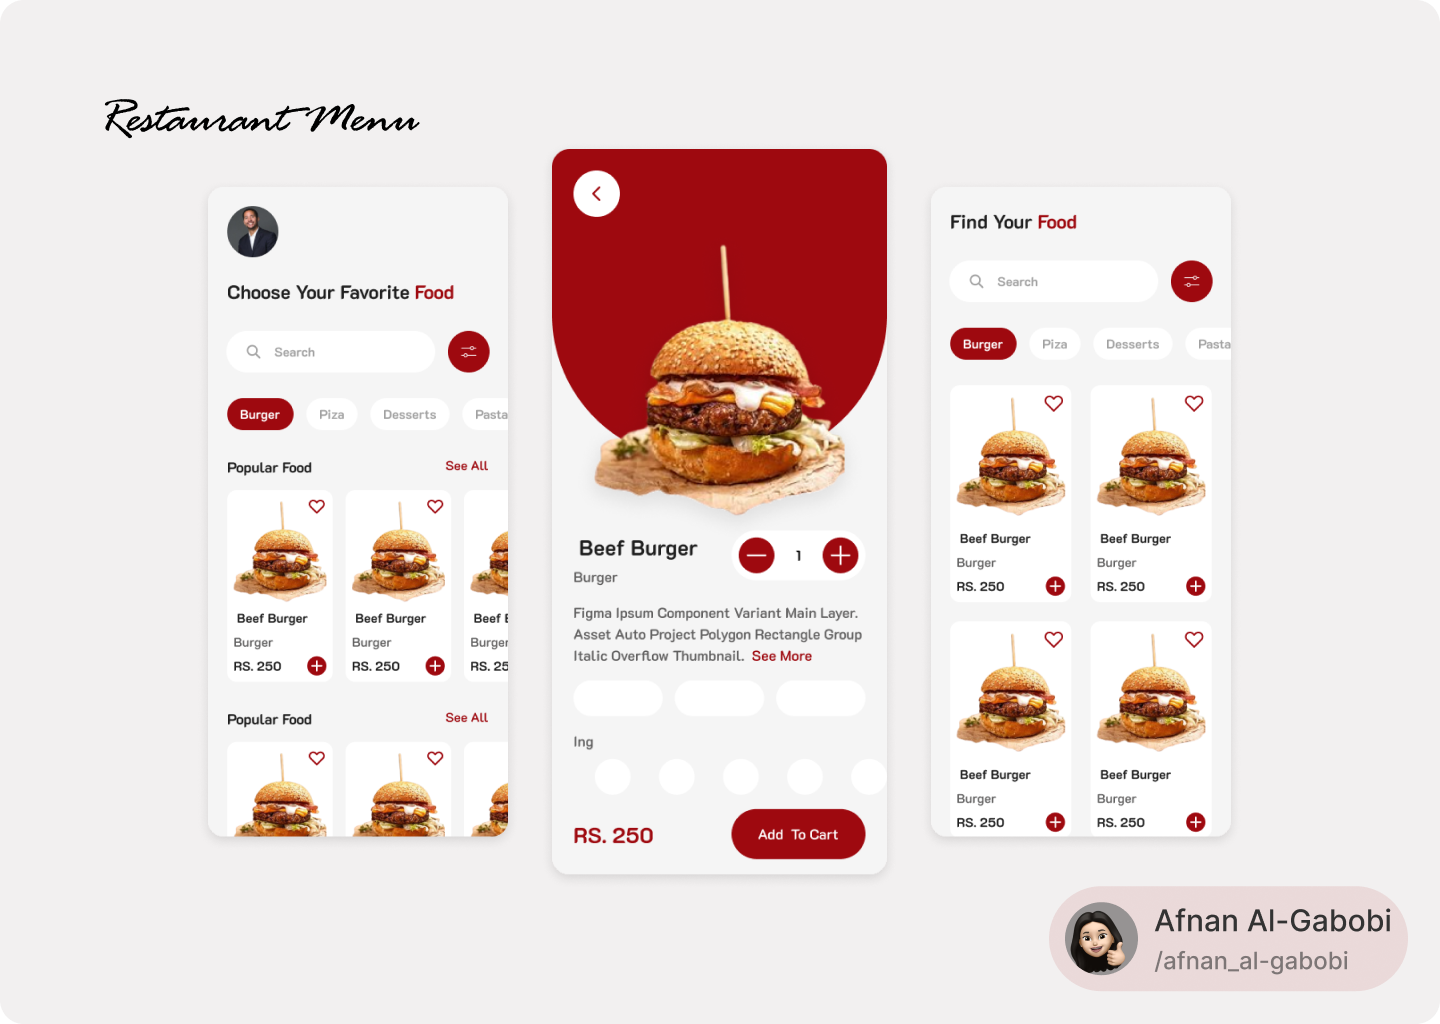 Restaurant Menu
Choose Your Favorite Food
Search
Burger Piza Desserts Pasta
Popular Food See All
Beef Burger Beef Burger Beef B
Burger Burger Burger
RS. 250 RS. 250 RS. 25
Popular Food See All
Beef Burger 1
Burger
Figma Ipsum Component Variant Main Layer.
Asset Auto Project Polygon Rectangle Group
Italic Overflow Thumbnail. See More
Ing
RS. 250 Add To Cart
Find Your Food
Search
Burger Piza Desserts Pasta
Beef Burger Beef Burger
Burger Burger
RS. 250 RS. 250
Beef Burger Beef Burger
Burger Burger
RS. 250 RS. 250
Afnan Al-Gabobi
/afnan_al-gabobi